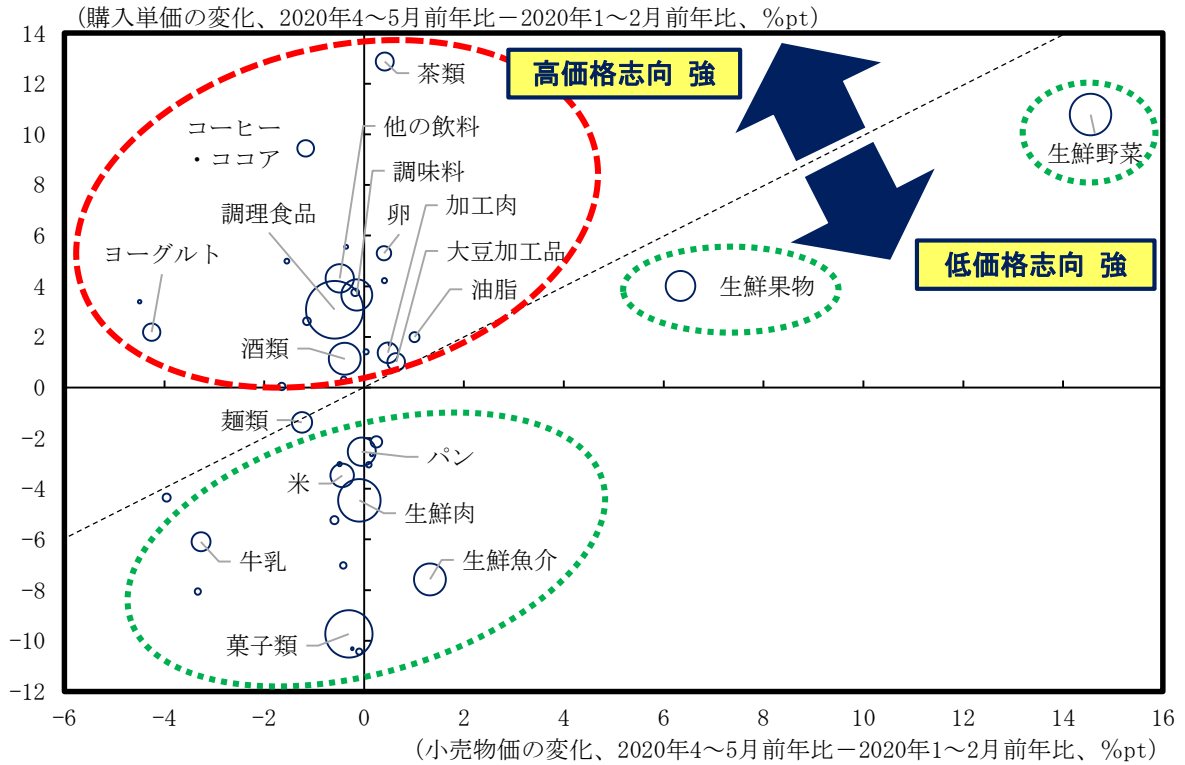 (購入単価の変化、2020年4～5月前年比－2020年1～2月前年比、%pt)
14
12
10
8
6
4
2
0
-2
-4
-6
-8
-10
-12
茶類
高価格志向 強
コーヒー
・ココア
他の飲料
調味料
調理食品
卵
加工肉
ヨーグルト
大豆加工品
油脂
酒類
生鮮野菜
低価格志向 強
生鮮果物
麺類
パン
米
生鮮肉
牛乳
生鮮魚介
菓子類
-6
-4
-2
0
2
4
6
8
10
12
14
16
(小売物価の変化、2020年4～5月前年比－2020年1～2月前年比、%pt)